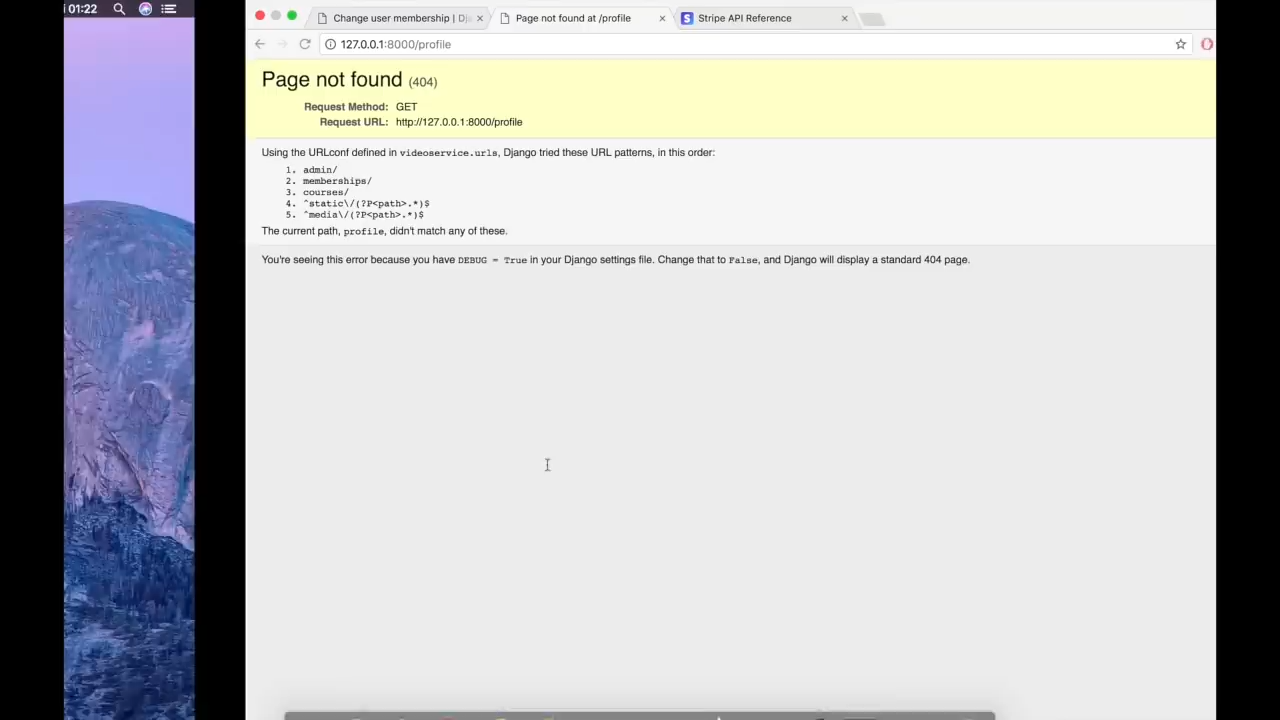 01:22
Change user membership | Dj
Page not found at /profile
Stripe API Reference
127.0.0.1:8000/profile
Page not found (404)
Request Method: GET
Request URL: http://127.0.0.1:8000/profile
Using the URLconf defined in videoservice.urls, Django tried these URL patterns, in this order:
1. admin/
2. memberships/
3. courses/
4. ^static\/(?P<path>.*)$
5. ^media\/(?P<path>.*)$
The current path, profile, didn't match any of these.
You're seeing this error because you have DEBUG = True in your Django settings file. Change that to False, and Django will display a standard 404 page.